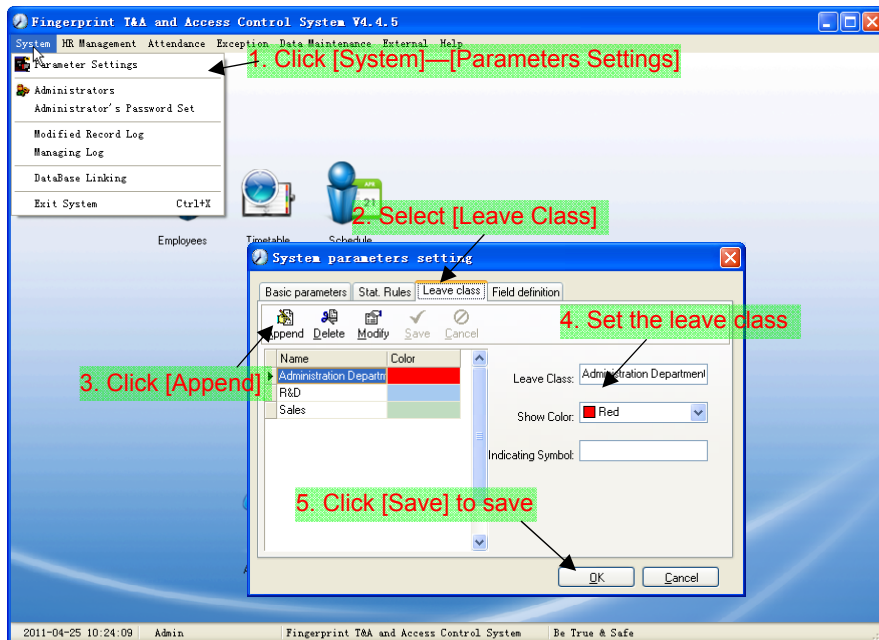 Fingerprint T&A and Access Control System V4.4.5
System HR Management Attendance Exception Data Maintenance External Help
Parameter Settings
1. Click [System]—[Parameters Settings]
Administrators
Administrator's Password Set
Modified Record Log
Managing Log
DataBase Linking
Exit System Ctrl+X
APR
21
2. Select [Leave Class]
Employees Timetable Schedule
System parameters setting
Basic parameters Stat. Rules Leave class Field definition
Append Delete Modify Save Cancel
4. Set the leave class
3. Click [Append]
Name Color
Administration Departm
R&D
Sales
Leave Class: Administration Department
Show Color: Red
Indicating Symbol:
5. Click [Save] to save
OK Cancel
2011-04-25 10:24:09 Admin Fingerprint T&A and Access Control System Be True & Safe